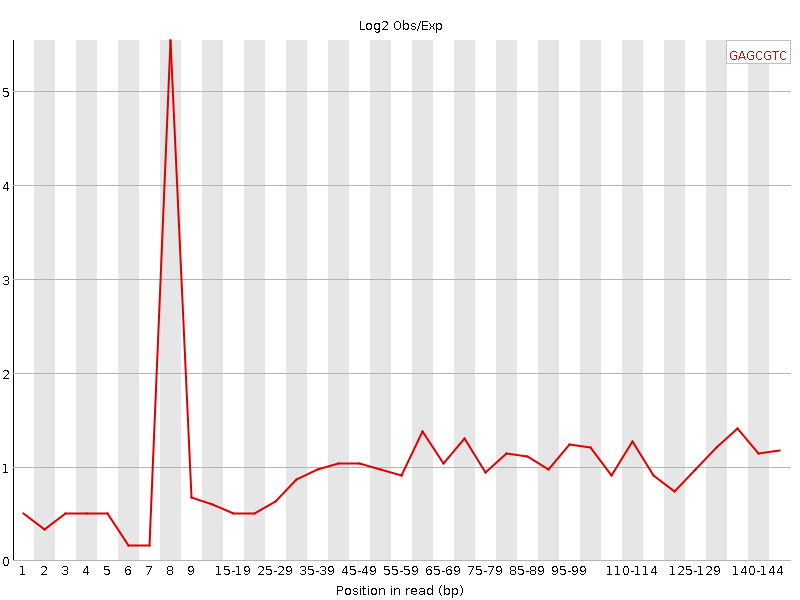 Log2 Obs/Exp
GAGCGTC
5
4
3
2
1
0
1 2 3 4 5 6 7 8 9 15-19 25-29 35-39 45-49 55-59 65-69 75-79 85-89 95-99 110-114 125-129 140-144
Position in read (bp)